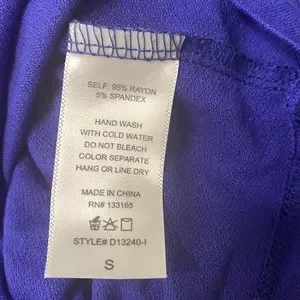 SELF: 95% RAYON
5% SPANDEX
HAND WASH
WITH COLD WATER
DO NOT BLEACH
COLOR SEPARATE
HANG OR LINE DRY
MADE IN CHINA
RN# 133165
STYLE# D13240-I
S